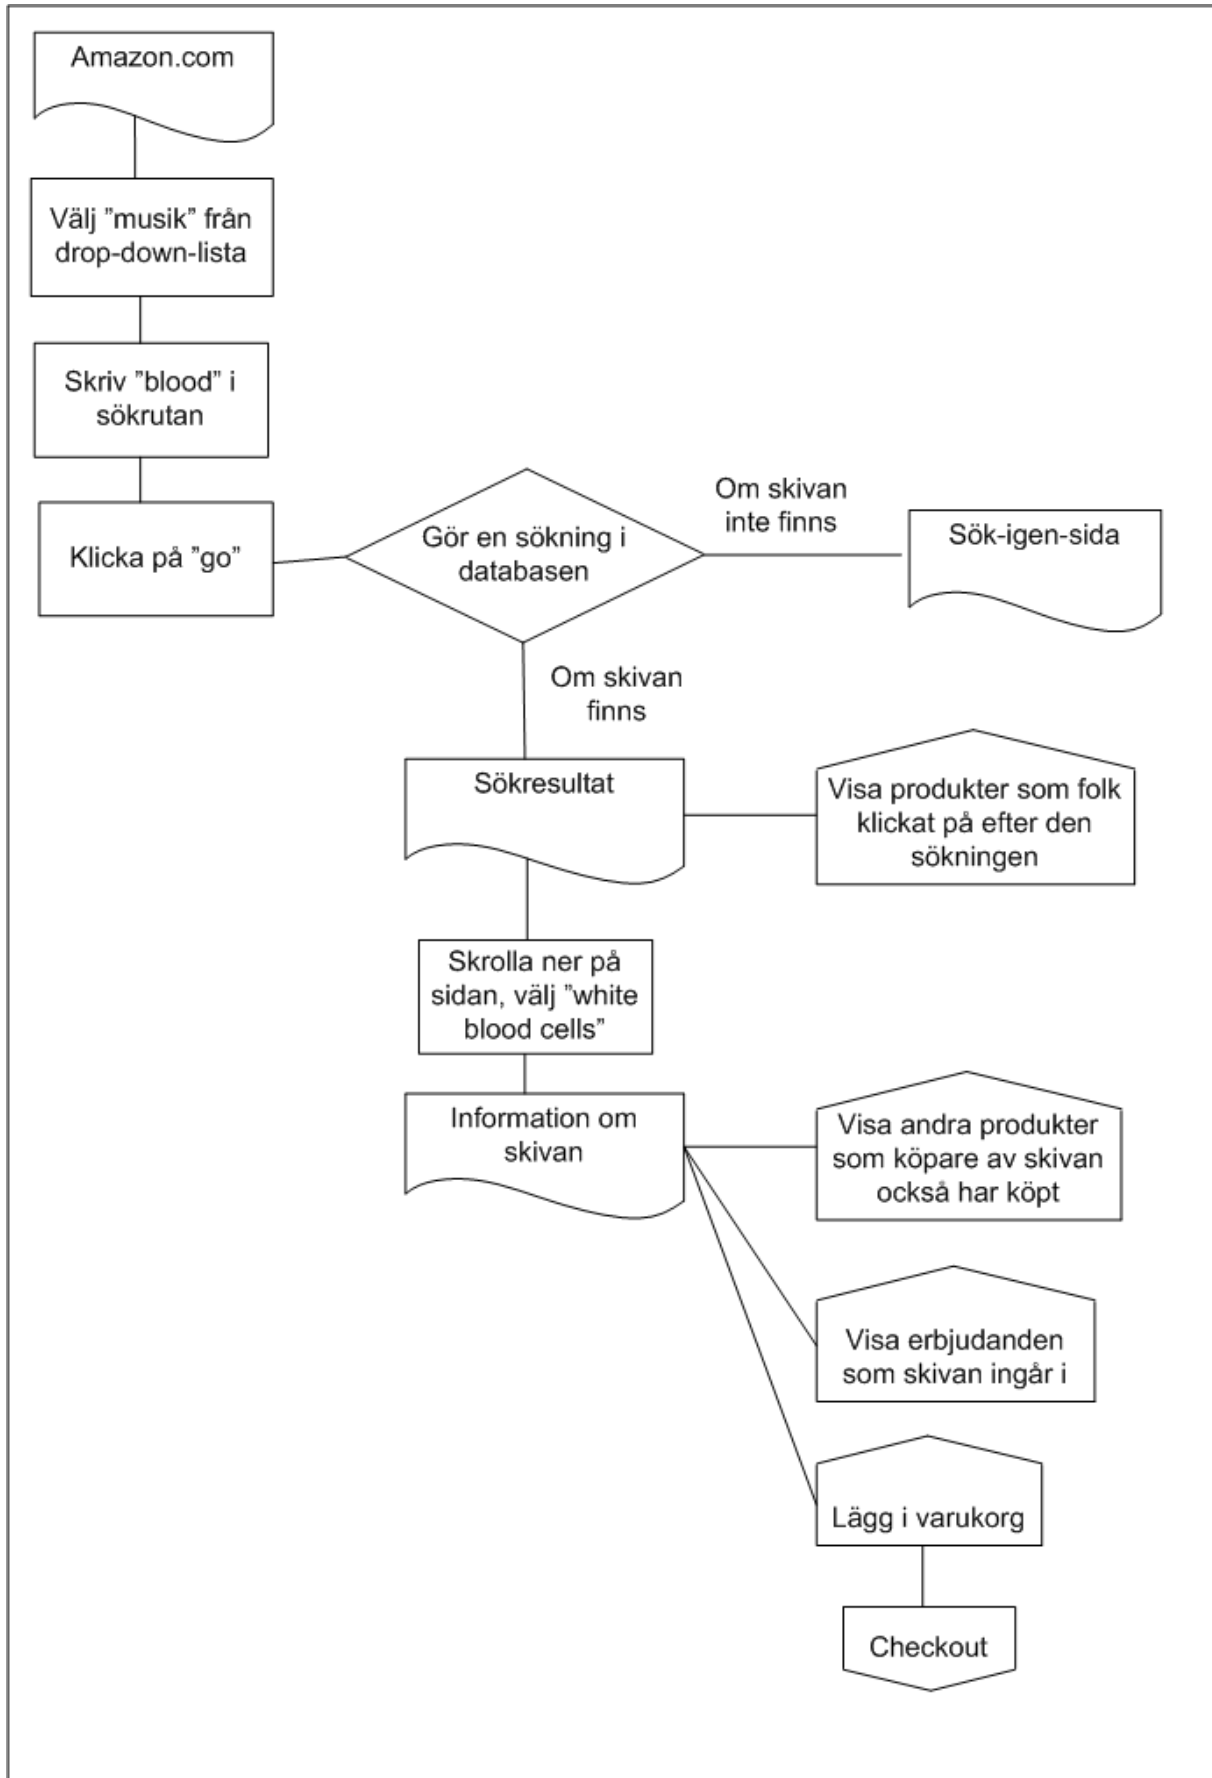 Amazon.com
Välj ”musik” från
drop-down-lista
Skriv ”blood” i
sökrutan
Klicka på ”go”
Gör en sökning i
databasen
Om skivan
inte finns
Sök-igen-sida
Om skivan
finns
Sökresultat
Visa produkter som folk
klickat på efter den
sökningen
Skrolla ner på
sidan, välj ”white
blood cells”
Information om
skivan
Visa andra produkter
som köpare av skivan
också har köpt
Visa erbjudanden
som skivan ingår i
Lägg i varukorg
Checkout